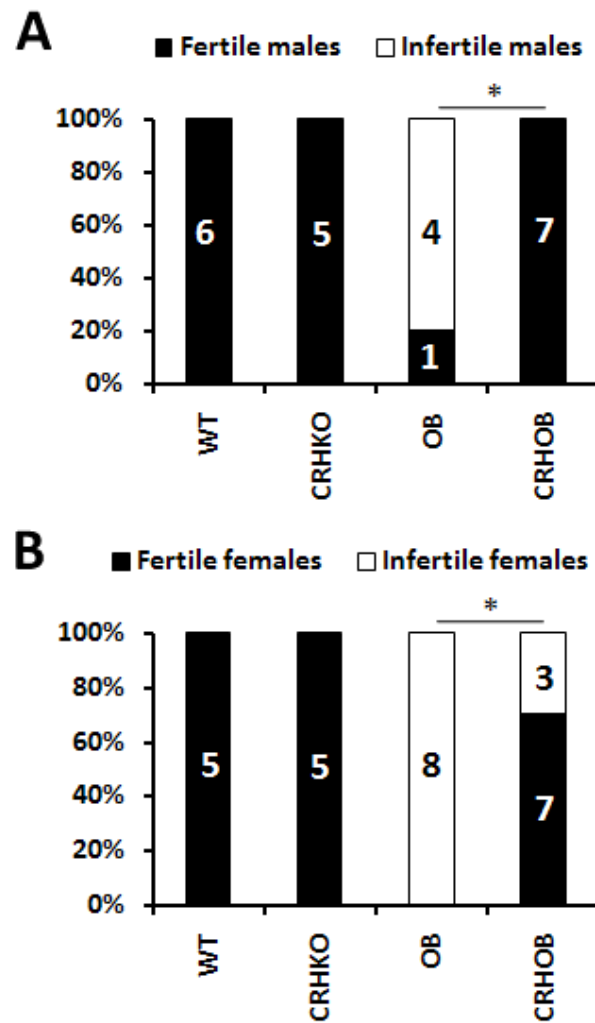 A
Fertile males Infertile males
*
100%
80%
60%
40%
20%
0%
6
5
4
1
7
WT
CRHKO
OB
CRHOB
B
Fertile females Infertile females
*
100%
80%
60%
40%
20%
0%
5
5
8
3
7
WT
CRHKO
OB
CRHOB